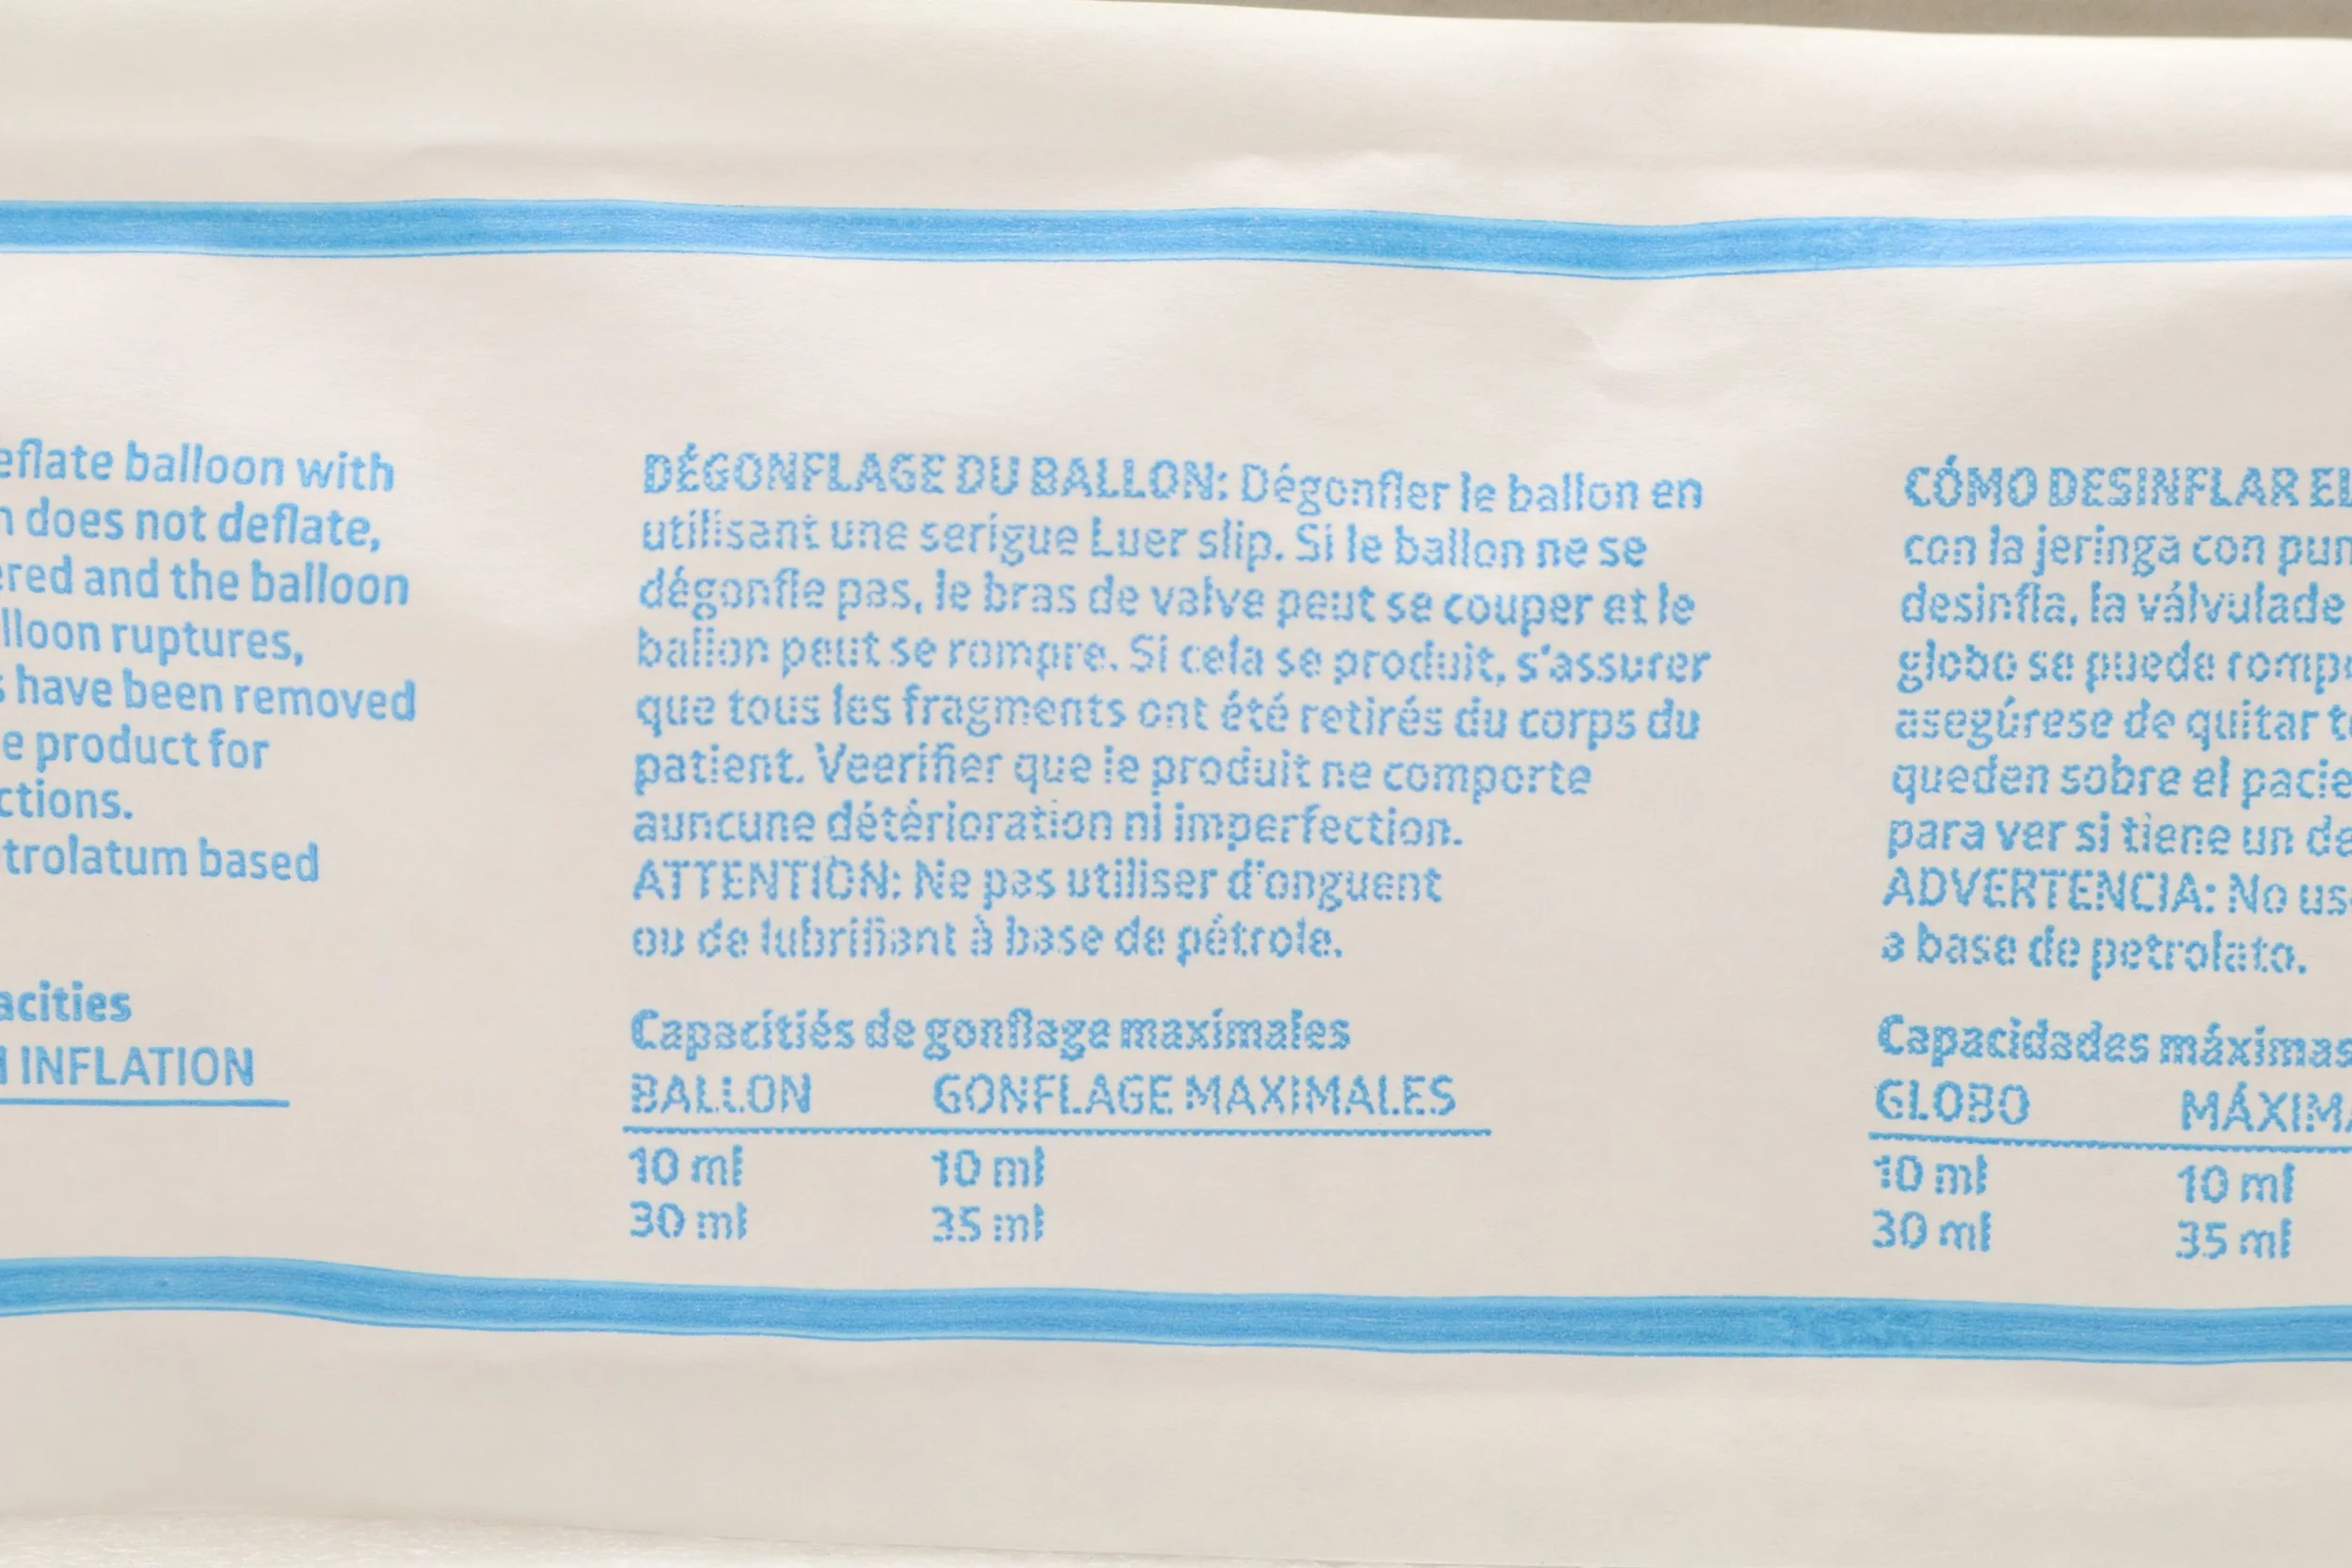 eflate balloon with
n does not deflate,
ered and the balloon
lloon ruptures,
s have been removed
e product for
ctions.
trolatum based
acities
INFLATION
DÉGONFLAGE DU BALLON: Dégonfler le ballon en
utilisant une serigue Luer slip. Si le ballon ne se
dégonfle pas, le bras de valve peut se couper et le
ballon peut se rompre. Si cela se produit, s'assurer
que tous les fragments ont été retirés du corps du
patient. Veerifier que le produit ne comporte
auncune détérioration ni imperfection.
ATTENTION: Ne pas utiliser d'onguent
ou de lubrifiant à base de pétrole.
Capacitiés de gonflage maximales
BALLON GONFLAGE MAXIMALES
10 ml 10 ml
30 ml 35 ml
CÓMO DESINFLAR EL
con la jeringa con pun
desinfla, la válvulade
globo se puede romp
asegúrese de quitar t
queden sobre el pacie
para ver si tiene un de
ADVERTENCIA: No us
a base de petrolato.
Capacidades máximas
GLOBO MÁXIM
10 ml 10 ml
30 ml 35 ml